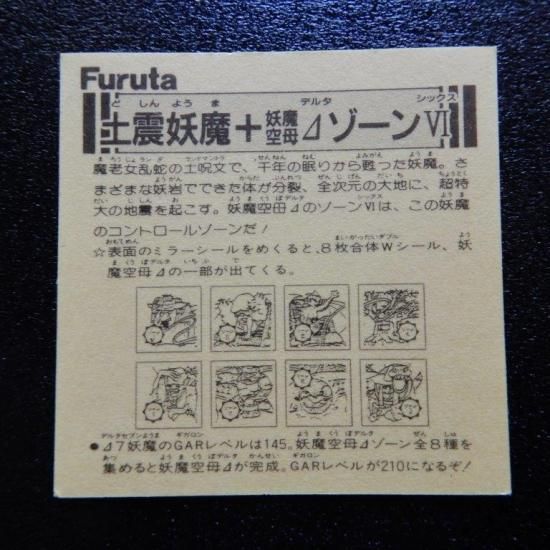 Furuta
土震妖魔+妖魔空母⊿ゾーンⅥ
魔老女乱蛇の土呪文で、千年の眠りから甦った妖魔。さ
まざまな妖岩でできた体が分裂、全次元の大地に、超特
大の地震を起こす。妖魔空母⊿のゾーンⅥは、この妖魔
のコントロールゾーンだ!
☆表面のミラーシールをめくると、8枚合体Wシール、妖
魔空母⊿の一部が出てくる。
●⊿7妖魔のGARレベルは145。妖魔空母⊿ゾーン全8種を
集めると妖魔空母⊿が完成。GARレベルが210になるぞ!